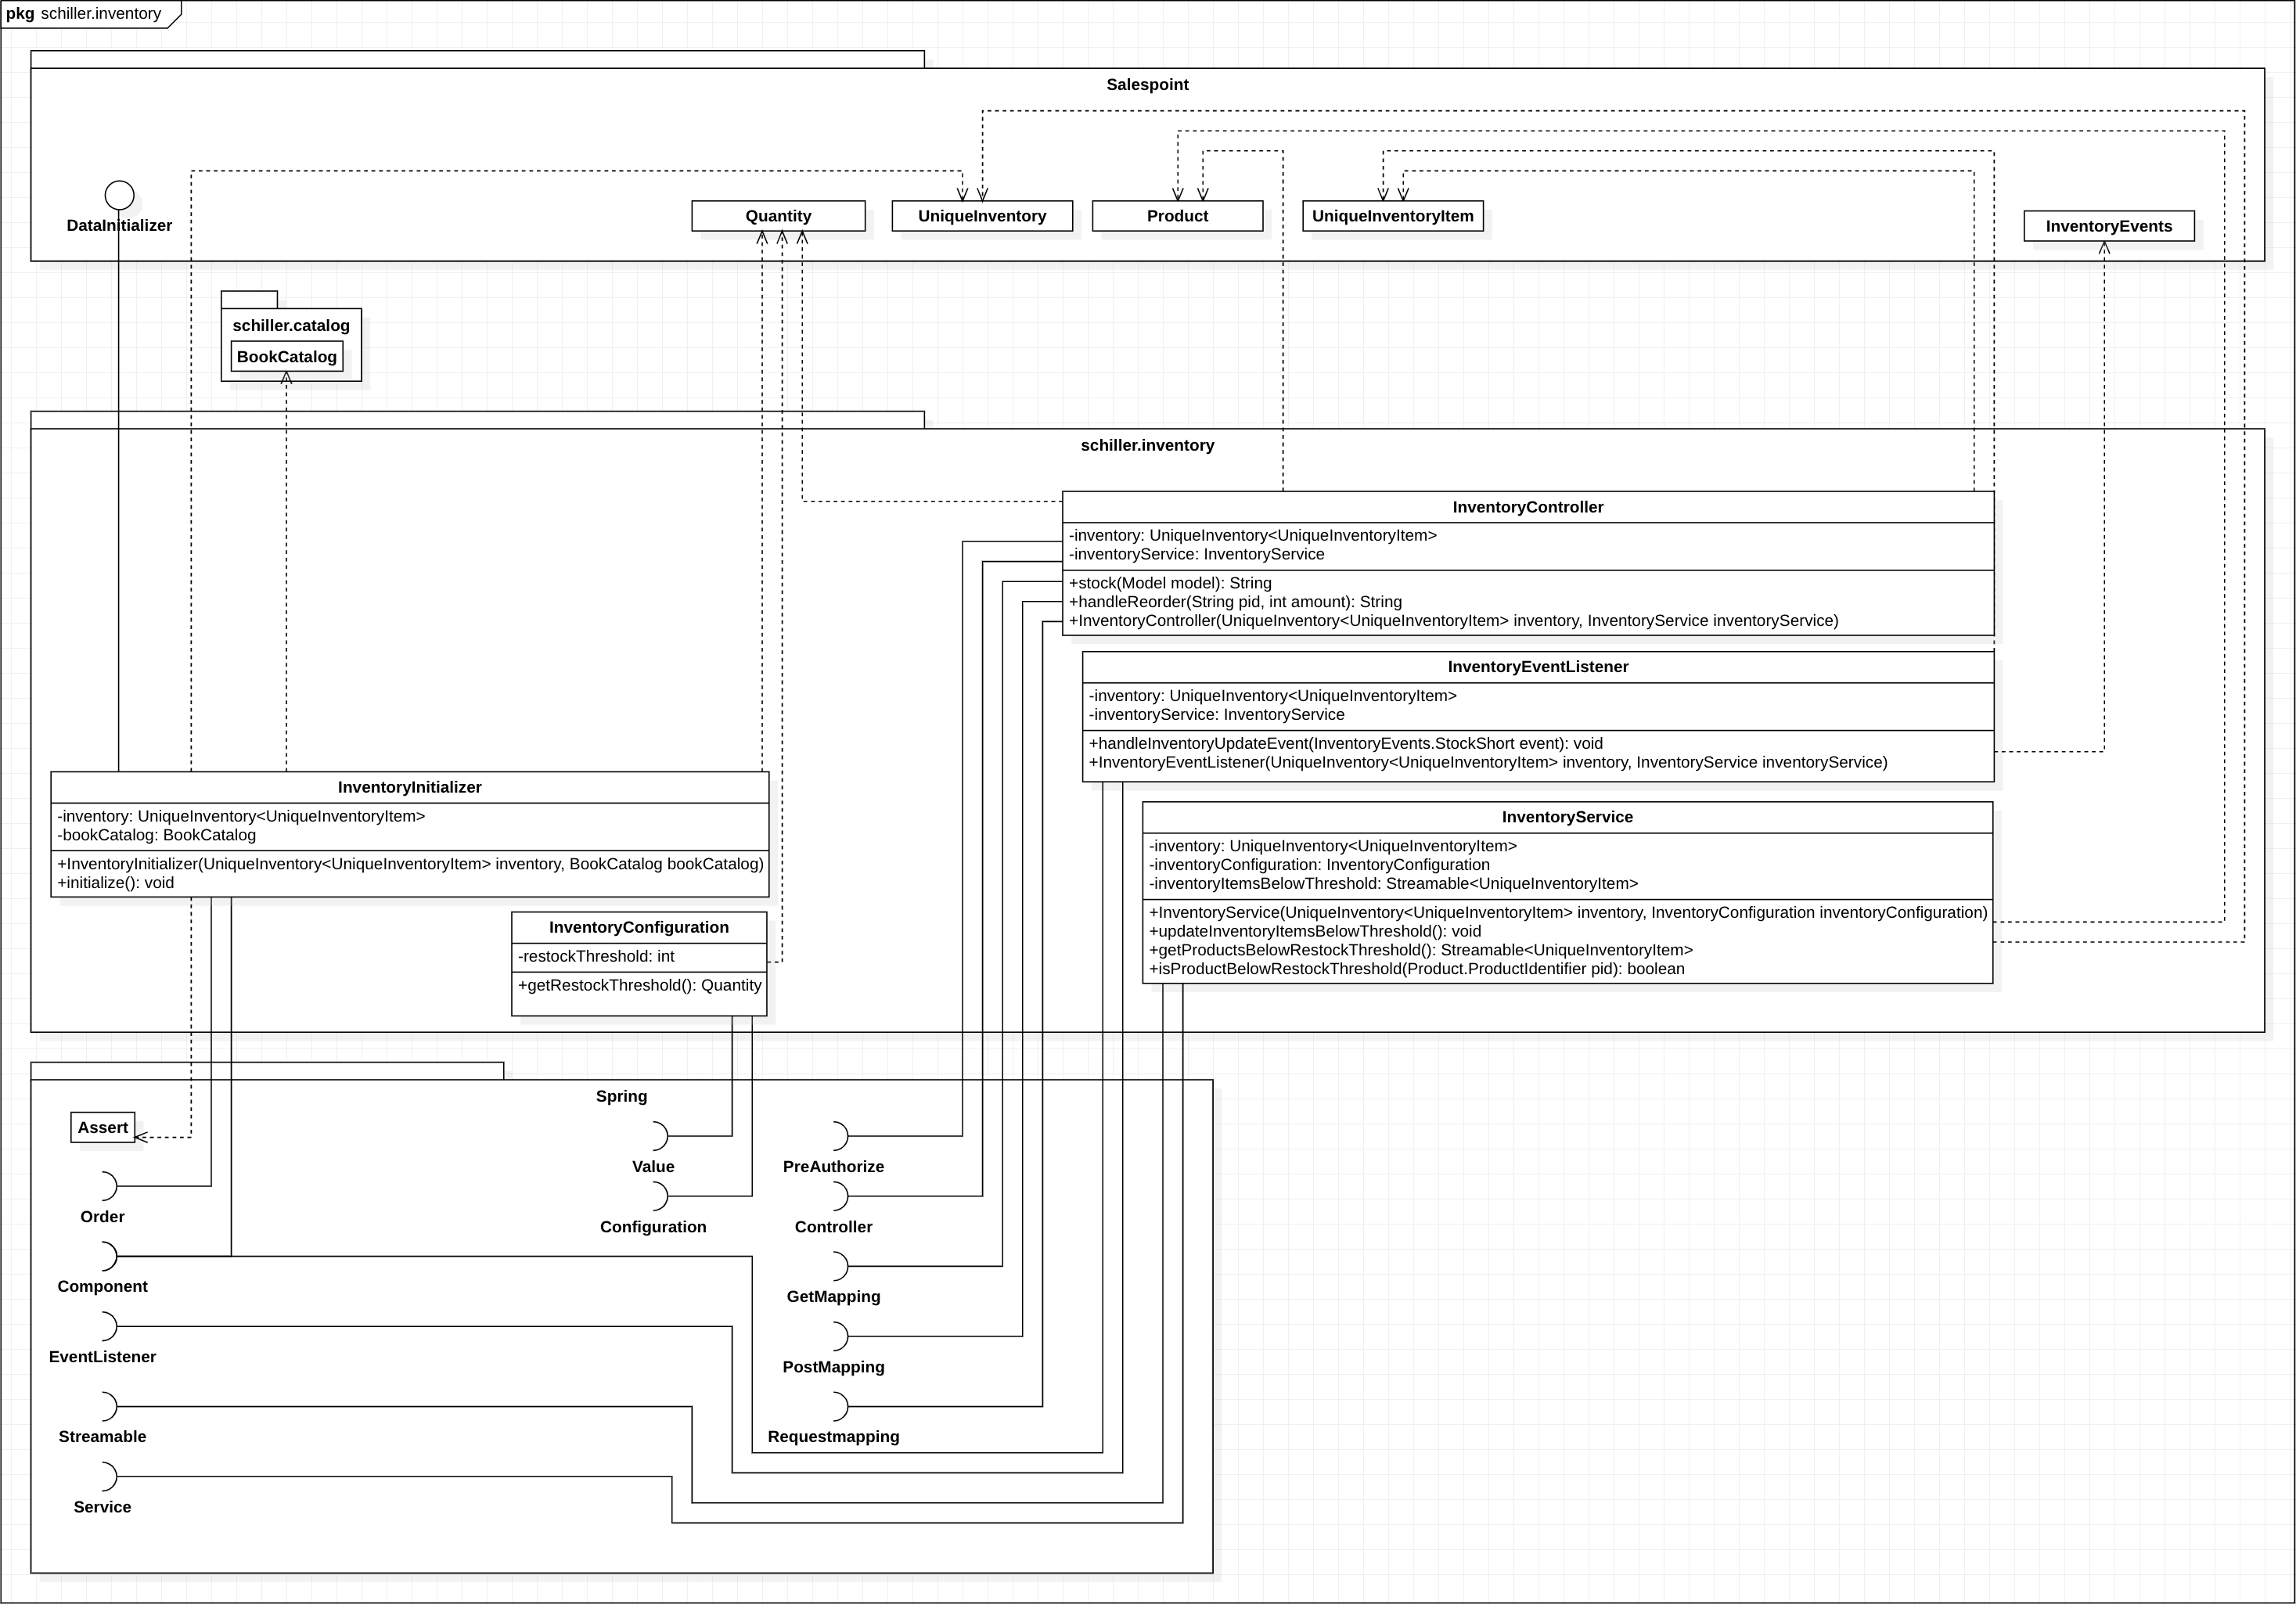 pkg schiller.inventory
Salespoint
DataInitializer
Quantity
UniqueInventory
Product
UniqueInventoryItem
InventoryEvents
schiller.catalog
BookCatalog
schiller.inventory
InventoryController
-inventory: UniqueInventory<UniqueInventoryItem>
-inventoryService: InventoryService
+stock(Model model): String
+handleReorder(String pid, int amount): String
+InventoryController(UniqueInventory<UniqueInventoryItem> inventory, InventoryService inventoryService)
InventoryEventListener
-inventory: UniqueInventory<UniqueInventoryItem>
-inventoryService: InventoryService
+handleInventoryUpdateEvent(InventoryEvents.StockShort event): void
+InventoryEventListener(UniqueInventory<UniqueInventoryItem> inventory, InventoryService inventoryService)
InventoryInitializer
-inventory: UniqueInventory<UniqueInventoryItem>
-bookCatalog: BookCatalog
+InventoryInitializer(UniqueInventory<UniqueInventoryItem> inventory, BookCatalog bookCatalog)
+initialize(): void
InventoryService
-inventory: UniqueInventory<UniqueInventoryItem>
-inventoryConfiguration: InventoryConfiguration
-inventoryItemsBelowThreshold: Streamable<UniqueInventoryItem>
+InventoryService(UniqueInventory<UniqueInventoryItem> inventory, InventoryConfiguration inventoryConfiguration)
+updateInventoryItemsBelowThreshold(): void
+getProductsBelowRestockThreshold(): Streamable<UniqueInventoryItem>
+isProductBelowRestockThreshold(Product.ProductIdentifier pid): boolean
InventoryConfiguration
-restockThreshold: int
+getRestockThreshold(): Quantity
Spring
Assert
Value
PreAuthorize
Order
Configuration
Controller
Component
GetMapping
EventListener
PostMapping
Streamable
Requestmapping
Service